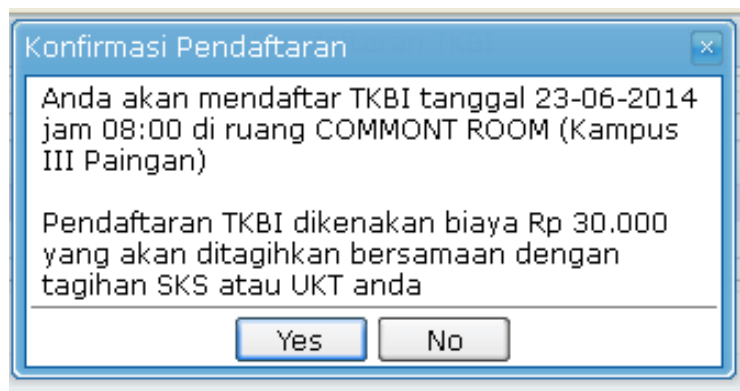 Konfirmasi Pendaftaran
Anda akan mendaftar TKBI tanggal 23-06-2014
jam 08:00 di ruang COMMONT ROOM (Kampus
III Paingan)
Pendaftaran TKBI dikenakan biaya Rp 30.000
yang akan ditagihkan bersamaan dengan
tagihan SKS atau UKT anda
Yes
No